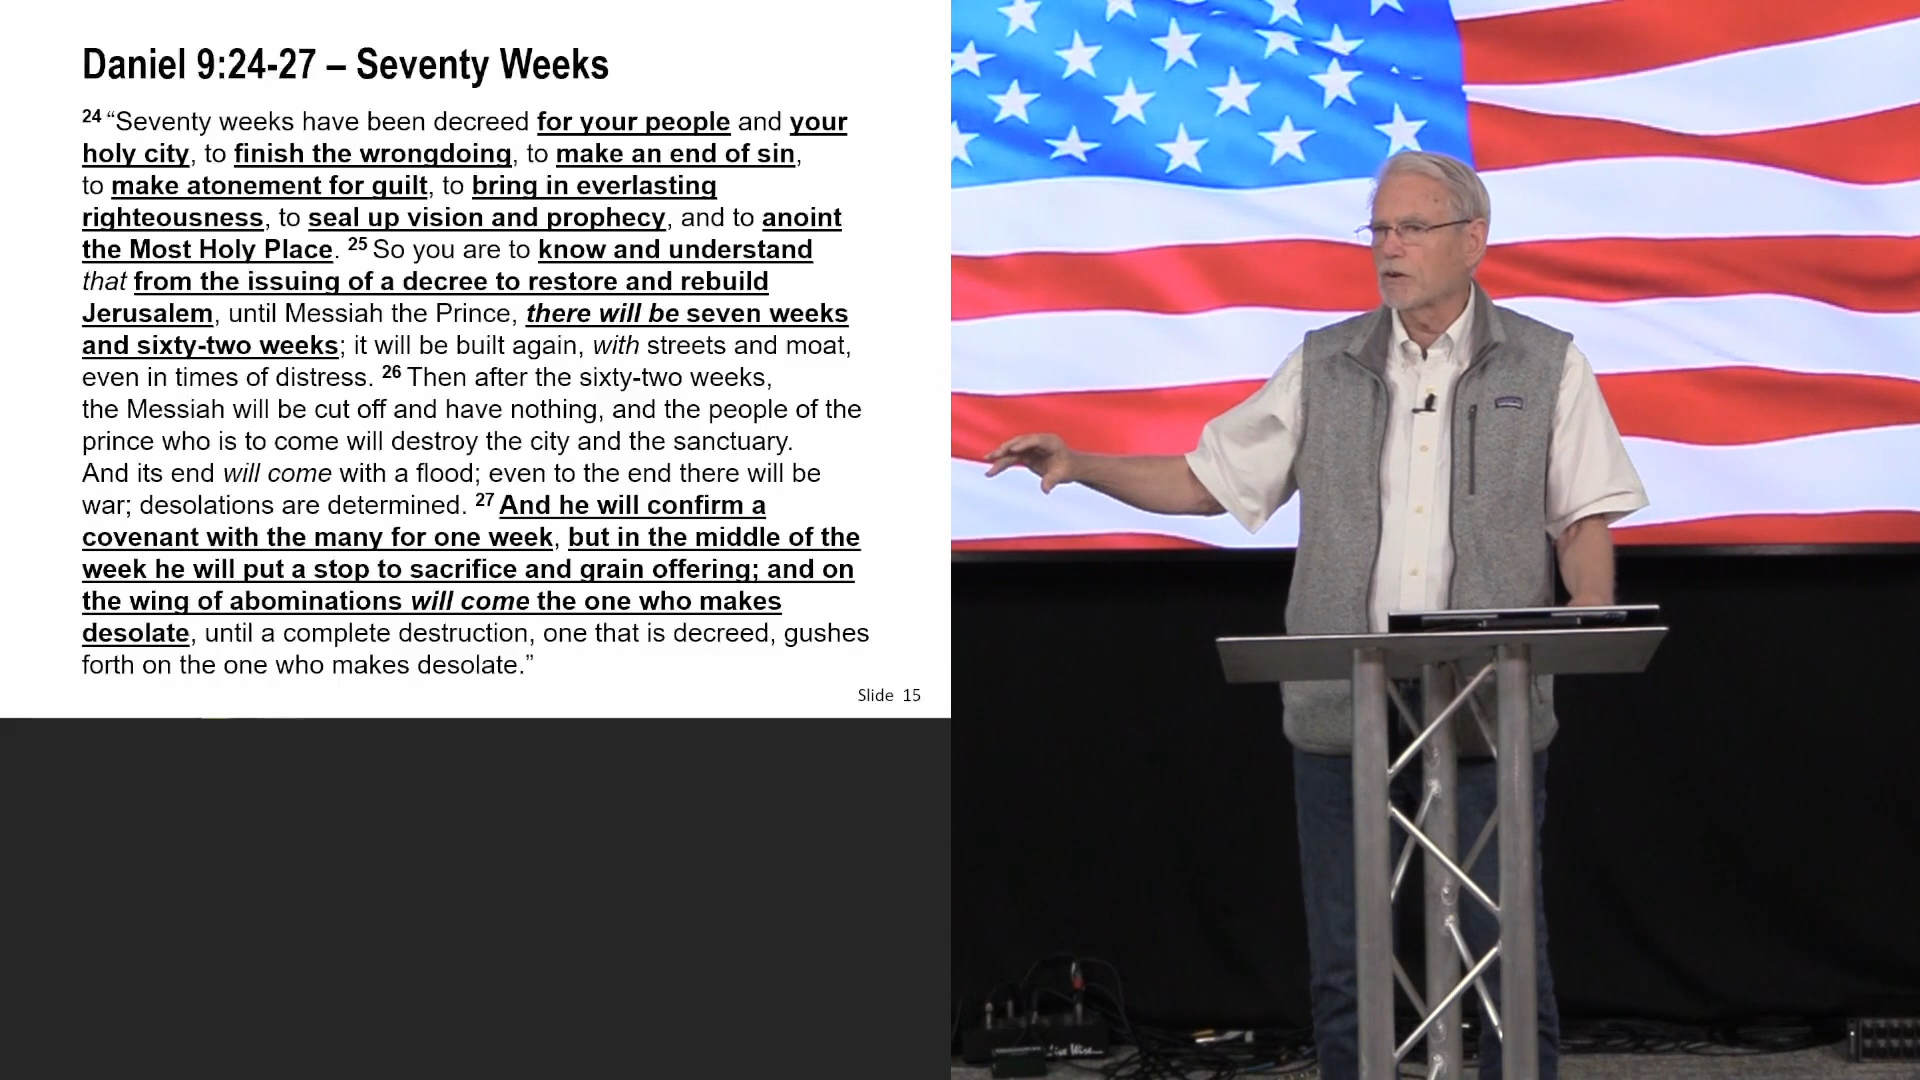 Daniel 9:24-27 – Seventy Weeks
24 “Seventy weeks have been decreed for your people and your
holy city, to finish the wrongdoing, to make an end of sin,
to make atonement for guilt, to bring in everlasting
righteousness, to seal up vision and prophecy, and to anoint
the Most Holy Place. 25 So you are to know and understand
that from the issuing of a decree to restore and rebuild
Jerusalem, until Messiah the Prince, there will be seven weeks
and sixty-two weeks; it will be built again, with streets and moat,
even in times of distress. 26 Then after the sixty-two weeks,
the Messiah will be cut off and have nothing, and the people of the
prince who is to come will destroy the city and the sanctuary.
And its end will come with a flood; even to the end there will be
war; desolations are determined. 27 And he will confirm a
covenant with the many for one week, but in the middle of the
week he will put a stop to sacrifice and grain offering; and on
the wing of abominations will come the one who makes
desolate, until a complete destruction, one that is decreed, gushes
forth on the one who makes desolate.”
Slide 15
Live Wire